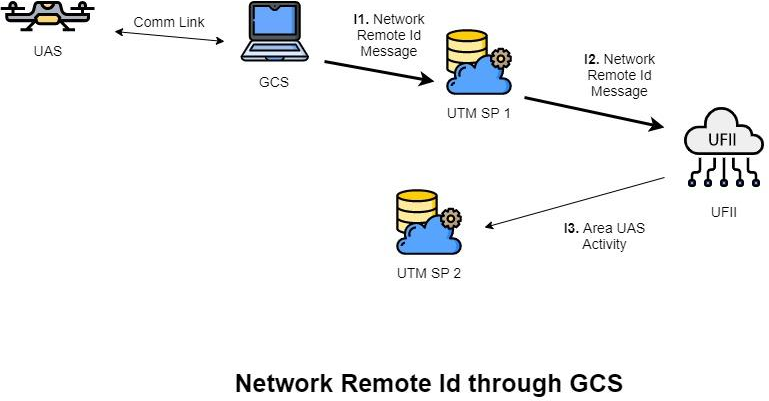 UAS
Comm Link
GCS
I1. Network
Remote Id
Message
UTM SP 1
I2. Network
Remote Id
Message
UFII
UFII
UTM SP 2
I3. Area UAS
Activity
Network Remote Id through GCS